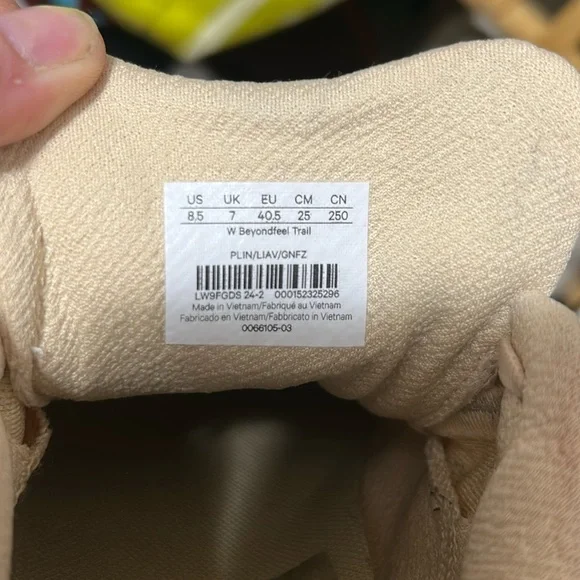 US UK EU CM CN
8.5 7 40.5 25 250
W Beyondfeel Trail
PLIN/LIAV/GNFZ
LW9FGDS 24-2 000152325296
Made in Vietnam/Fabriqué au Vietnam
Fabricado en Vietnam/Fabbricato in Vietnam
0066105-03